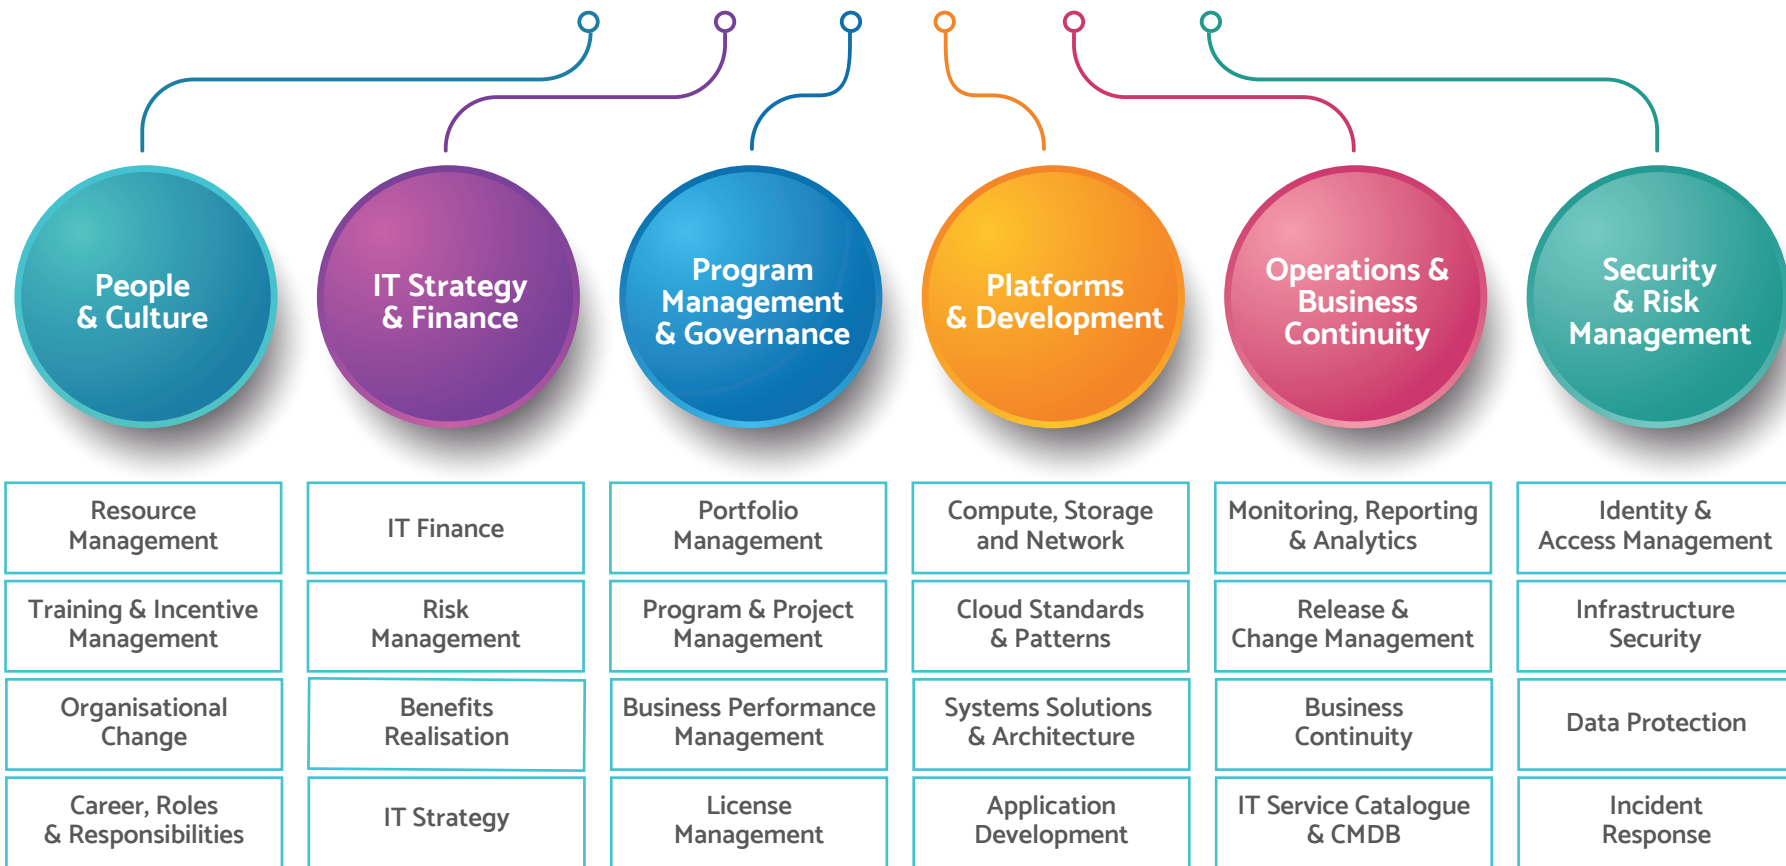 People
& Culture
IT Strategy
& Finance
Program
Management
& Governance
Platforms
& Development
Operations &
Business
Continuity
Security
& Risk
Management
Resource
Management
IT Finance
Portfolio
Management
Compute, Storage
and Network
Monitoring, Reporting
& Analytics
Identity &
Access Management
Training & Incentive
Management
Risk
Management
Program & Project
Management
Cloud Standards
& Patterns
Release &
Change Management
Infrastructure
Security
Organisational
Change
Benefits
Realisation
Business Performance
Management
Systems Solutions
& Architecture
Business
Continuity
Data Protection
Career, Roles
& Responsibilities
IT Strategy
License
Management
Application
Development
IT Service Catalogue
& CMDB
Incident
Response